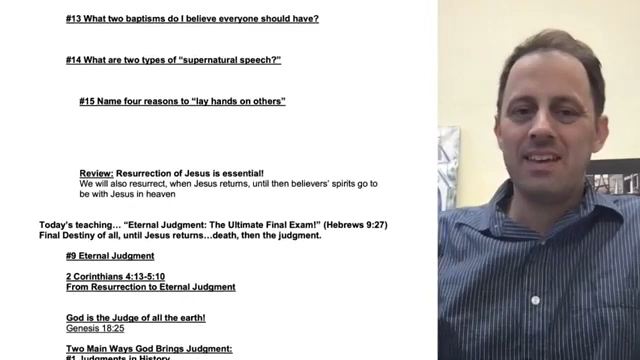 #13 What two baptisms do I believe everyone should have?
#14 What are two types of “supernatural speech?”
#15 Name four reasons to “lay hands on others”
Review: Resurrection of Jesus is essential!
We will also resurrect, when Jesus returns, until then believers’ spirits go to
be with Jesus in heaven
Today’s teaching… “Eternal Judgment: The Ultimate Final Exam!” (Hebrews 9:27)
Final Destiny of all, until Jesus returns…death, then the judgment.
#9 Eternal Judgment
2 Corinthians 4:13-5:10
From Resurrection to Eternal Judgment
God is the Judge of all the earth!
Genesis 18:25
Two Main Ways God Brings Judgment:
#1 Judgments in History